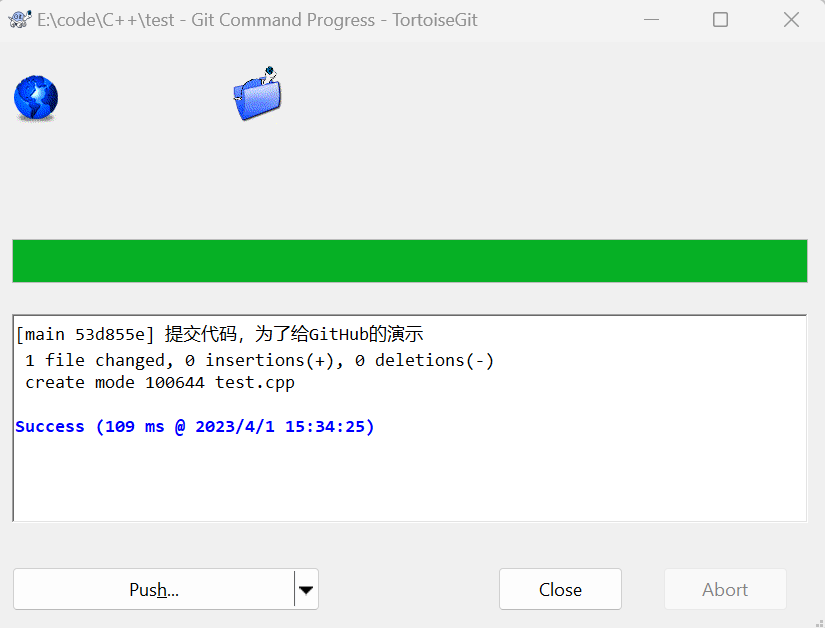 E:\code\C++\test - Git Command Progress - TortoiseGit
[main 53d855e] 提交代码，为了给GitHub的演示
1 file changed, 0 insertions(+), 0 deletions(-)
create mode 100644 test.cpp
Success (109 ms @ 2023/4/1 15:34:25)
Push...
Close
Abort